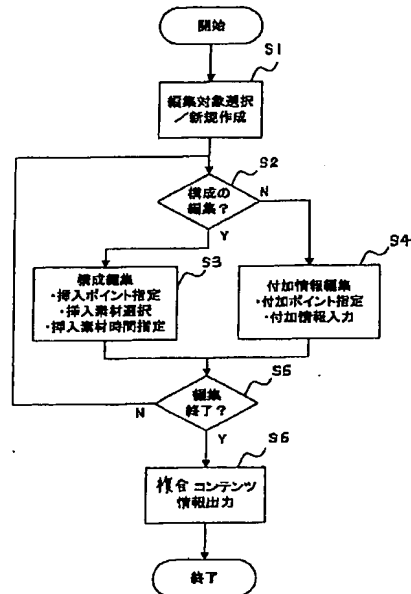 開始
S1
編集対象選択
/新規作成
S2
構成の
編集?
N
Y
S3
構成編集
・挿入ポイント指定
・挿入素材選択
・挿入素材時間指定
S4
付加情報編集
・付加ポイント指定
・付加情報入力
S5
編集
終了?
N
Y
S6
複合コンテンツ
情報出力
終了